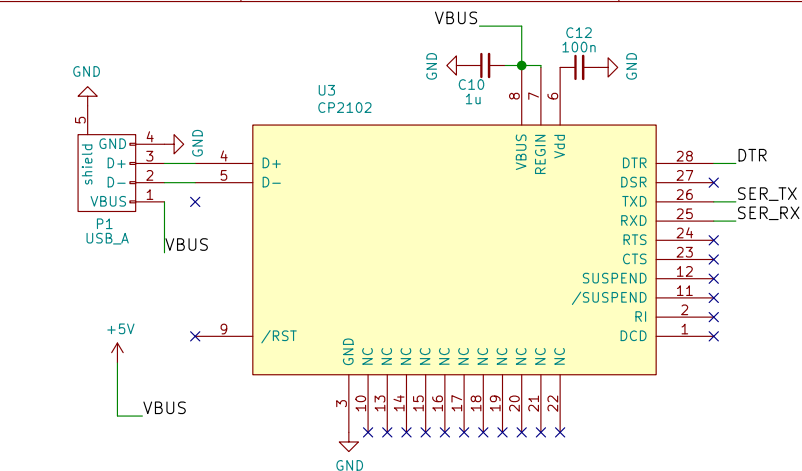 VBUS
GND
C10
1u
C12
100n
GND
8
7
6
VBUS
REGIN
Vdd
U3
CP2102
GND
5
shield
GND
4
GND
D+
3
D-
2
VBUS
1
P1
USB_A
VBUS
4
D+
5
D-
9
/RST
DTR
28
DTR
DSR
27
TXD
26
SER_TX
RXD
25
SER_RX
RTS
24
CTS
23
SUSPEND
12
/SUSPEND
11
RI
2
DCD
1
+5V
VBUS
GND
NC
NC
NC
NC
NC
NC
NC
NC
NC
NC
NC
3
10
13
14
15
16
17
18
19
20
21
22
GND